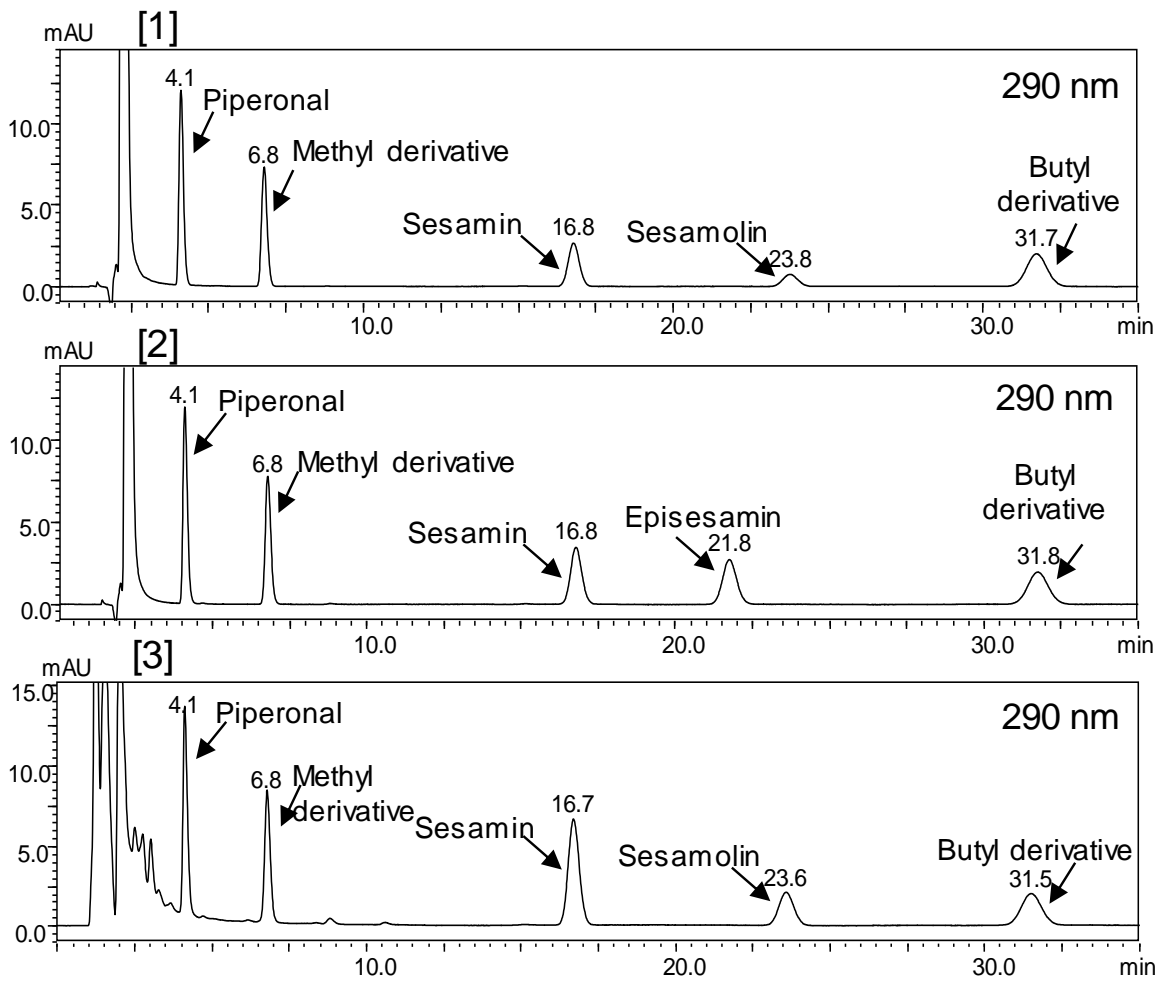 mAU [1]
290 nm
4.1
Piperonal
10.0
6.8 Methyl derivative
Butyl
derivative
5.0
Sesamin 16.8 Sesamolin
31.7
23.8
0.0
10.0 20.0 30.0 min
mAU [2]
290 nm
4.1 Piperonal
10.0
6.8 Methyl derivative
Butyl
derivative
5.0
Sesamin 16.8 Episesamin
21.8 31.8
0.0
10.0 20.0 30.0 min
mAU [3]
15.0
4.1 Piperonal
290 nm
10.0
6.8 Methyl
derivative
16.7
5.0
Sesamin
Sesamolin Butyl derivative
23.6 31.5
0.0
10.0 20.0 30.0 min